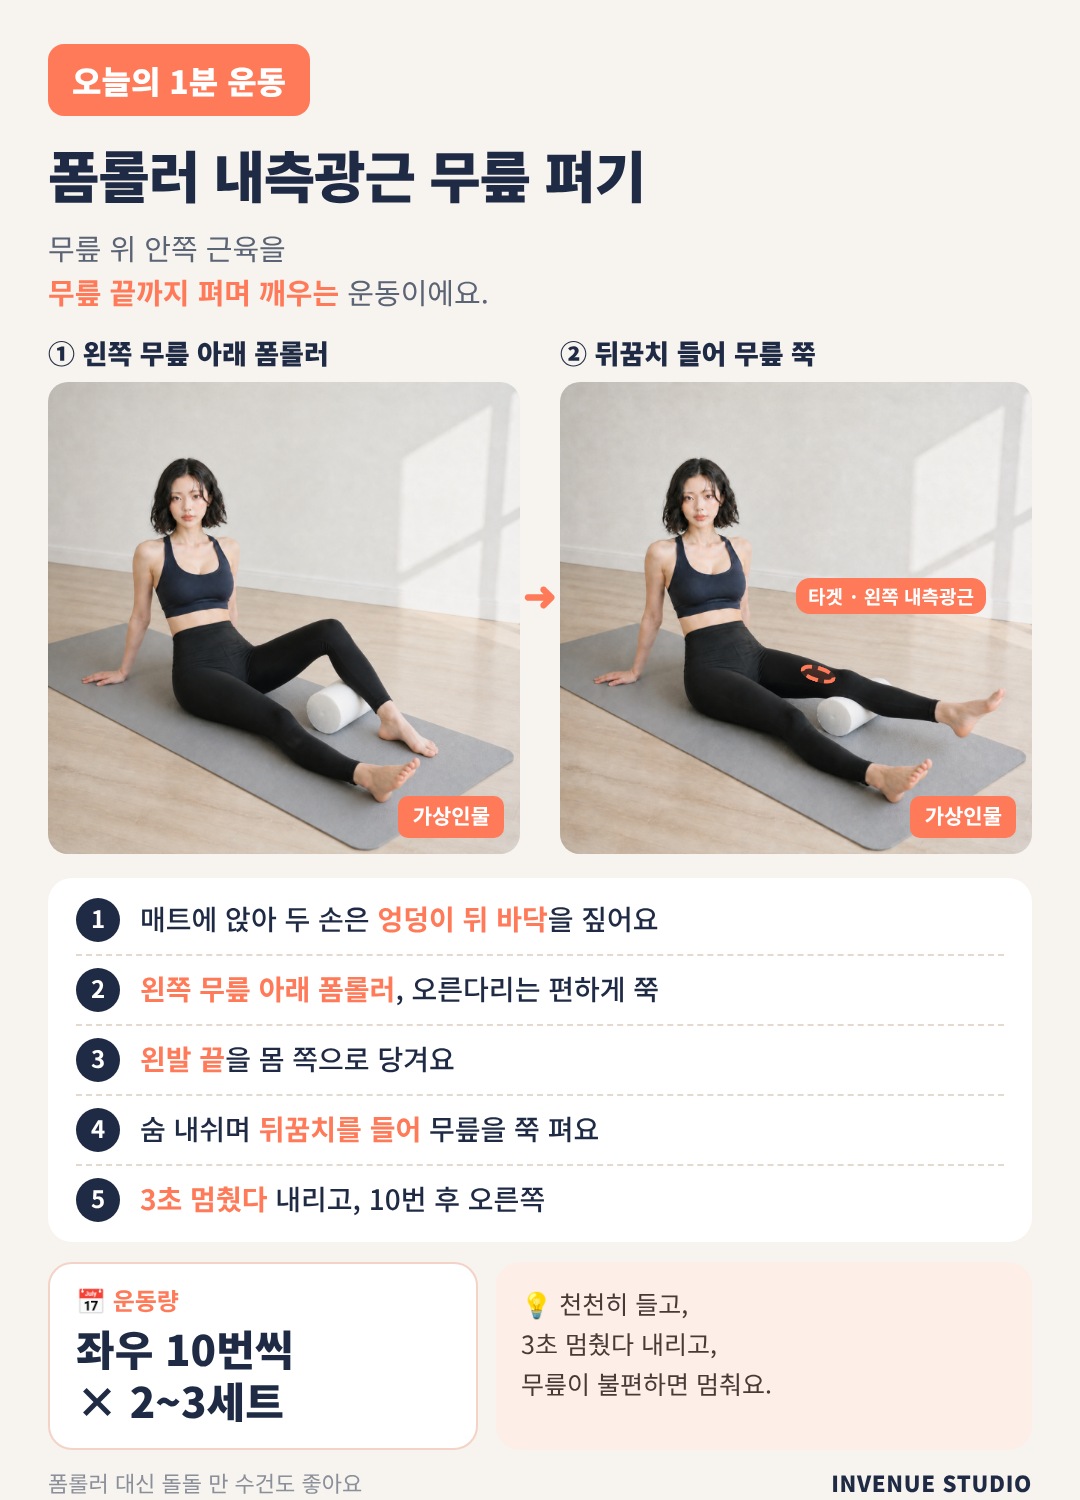 오늘의 1분 운동
폼롤러 내측광근 무릎 펴기
무릎 위 안쪽 근육을
무릎 끝까지 펴며 깨우는 운동이에요.
① 왼쪽 무릎 아래 폼롤러
② 뒤꿈치 들어 무릎 쭉
➜
타겟 · 왼쪽 내측광근
가상인물
가상인물
1 매트에 앉아 두 손은 엉덩이 뒤 바닥을 짚어요
2 왼쪽 무릎 아래 폼롤러, 오른다리는 편하게 쭉
3 왼발 끝을 몸 쪽으로 당겨요
4 숨 내쉬며 뒤꿈치를 들어 무릎을 쭉 펴요
5 3초 멈췄다 내리고, 10번 후 오른쪽
📅 운동량
좌우 10번씩
× 2~3세트
💡 천천히 들고,
3초 멈췄다 내리고,
무릎이 불편하면 멈춰요.
폼롤러 대신 돌돌 만 수건도 좋아요
INVENUE STUDIO